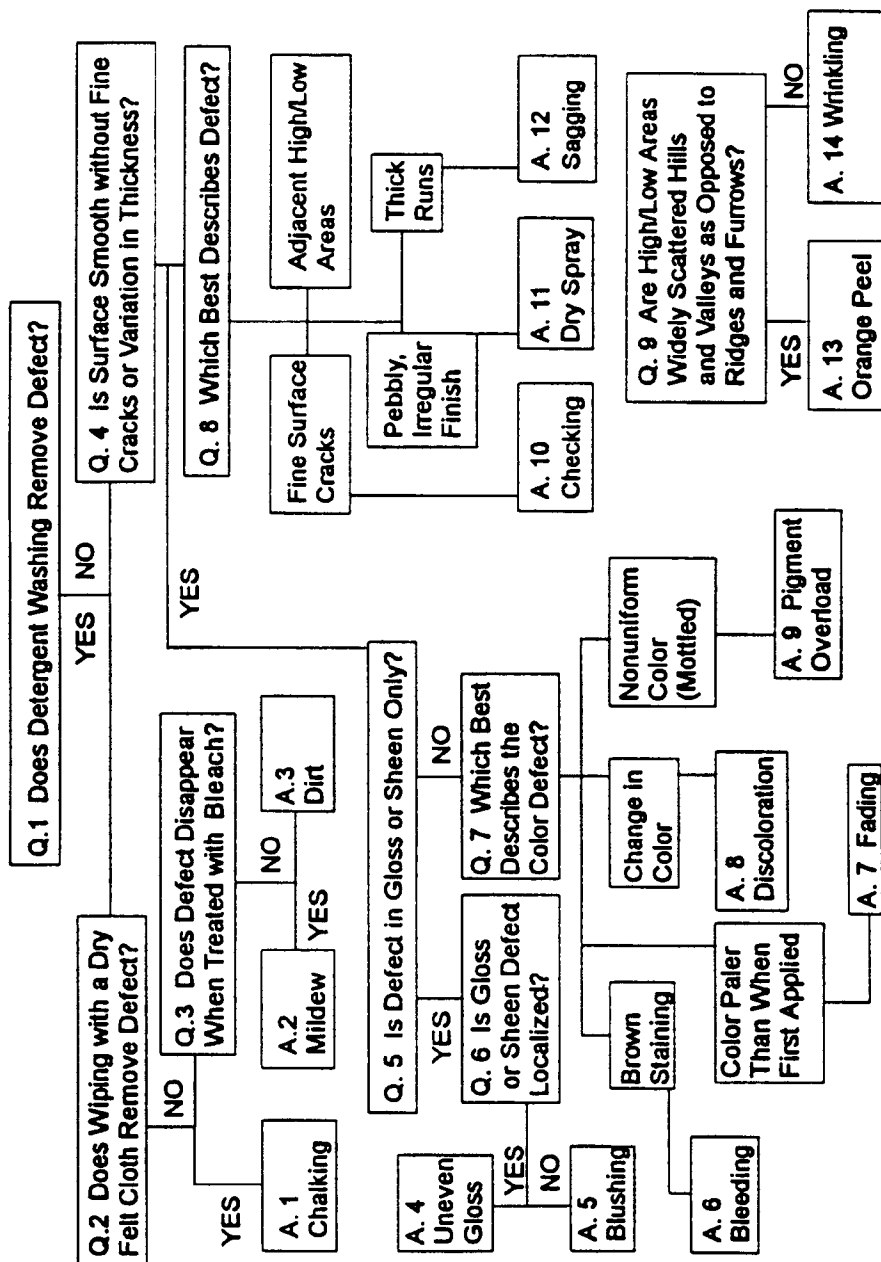 Q.1 Does Detergent Washing Remove Defect?
YES
NO
Q.2 Does Wiping with a Dry
Felt Cloth Remove Defect?
YES
NO
A. 1
Chalking
Q.3 Does Defect Disappear
When Treated with Bleach?
YES
NO
A.2
Mildew
A.3
Dirt
Q. 4 Is Surface Smooth without Fine
Cracks or Variation in Thickness?
YES
Q. 5 Is Defect in Gloss or Sheen Only?
YES
NO
Q. 6 Is Gloss
or Sheen Defect
Localized?
YES
NO
A. 4
Uneven
Gloss
A. 5
Blushing
Q. 7 Which Best
Describes the
Color Defect?
Brown
Staining
A. 6
Bleeding
Color Paler
Than When
First Applied
A. 7 Fading
Change in
Color
A. 8
Discoloration
Nonuniform
Color
(Mottled)
A. 9 Pigment
Overload
Q. 8 Which Best Describes Defect?
Fine Surface
Cracks
Adjacent High/Low
Areas
Pebbly,
Irregular
Finish
Thick
Runs
A. 10
Checking
A. 11
Dry Spray
A. 12
Sagging
Q. 9 Are High/Low Areas
Widely Scattered Hills
and Valleys as Opposed to
Ridges and Furrows?
YES
NO
A. 13
Orange Peel
A. 14 Wrinkling